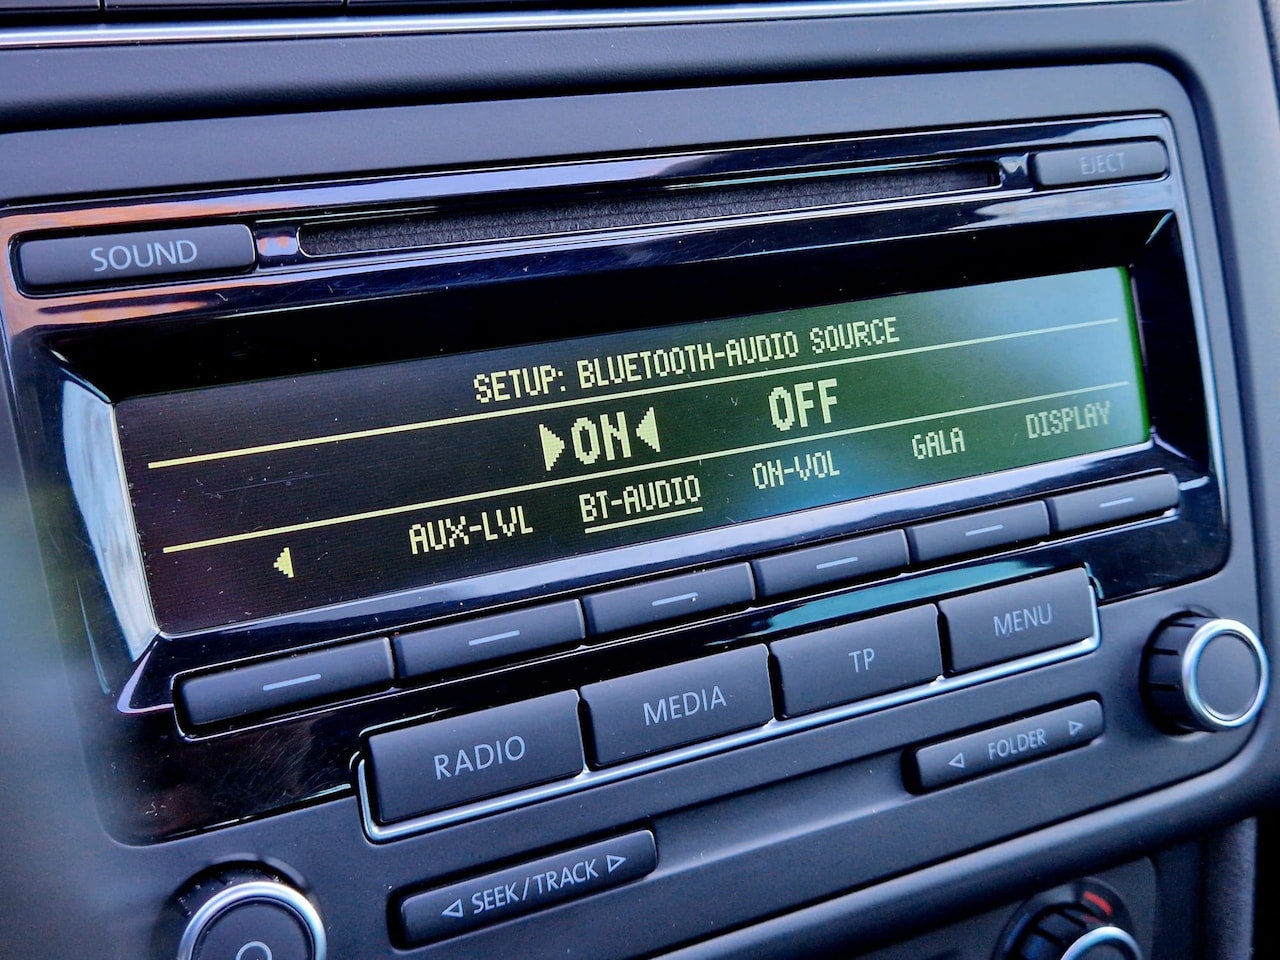 EJECT
SOUND
SETUP: BLUETOOTH-AUDIO SOURCE
ON OFF
AUX-LVL BT-AUDIO ON-VOL GALA DISPLAY
RADIO MEDIA TP MENU
FOLDER
SEEK/TRACK